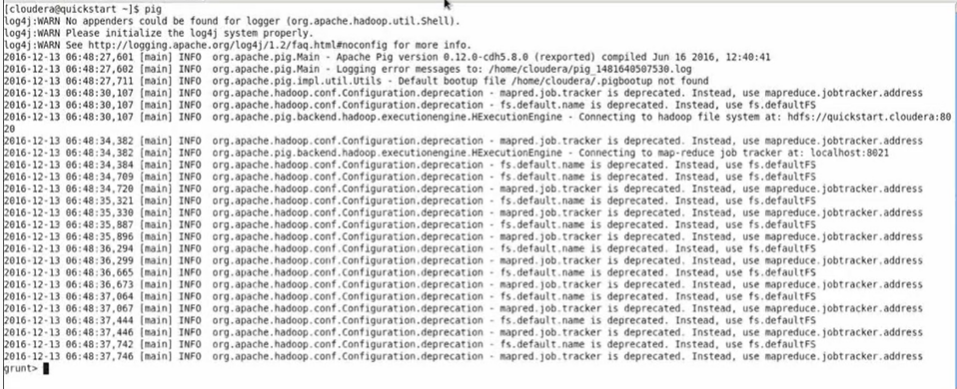 [cloudera@quickstart ~]$ pig
log4j:WARN No appenders could be found for logger (org.apache.hadoop.util.Shell).
log4j:WARN Please initialize the log4j system properly.
log4j:WARN See http://logging.apache.org/log4j/1.2/faq.html#noconfig for more info.
2016-12-13 06:48:27,601 [main] INFO  org.apache.pig.Main - Apache Pig version 0.12.0-cdh5.8.0 (rexported) compiled Jun 16 2016, 12:40:41
2016-12-13 06:48:27,602 [main] INFO  org.apache.pig.Main - Logging error messages to: /home/cloudera/pig_1481640507530.log
2016-12-13 06:48:27,711 [main] INFO  org.apache.pig.impl.util.Utils - Default bootup file /home/cloudera/.pigbootup not found
2016-12-13 06:48:30,107 [main] INFO  org.apache.hadoop.conf.Configuration.deprecation - mapred.job.tracker is deprecated. Instead, use mapreduce.jobtracker.address
2016-12-13 06:48:30,107 [main] INFO  org.apache.hadoop.conf.Configuration.deprecation - fs.default.name is deprecated. Instead, use fs.defaultFS
2016-12-13 06:48:30,107 [main] INFO  org.apache.pig.backend.hadoop.executionengine.HExecutionEngine - Connecting to hadoop file system at: hdfs://quickstart.cloudera:80
20
2016-12-13 06:48:34,382 [main] INFO  org.apache.hadoop.conf.Configuration.deprecation - mapred.job.tracker is deprecated. Instead, use mapreduce.jobtracker.address
2016-12-13 06:48:34,382 [main] INFO  org.apache.pig.backend.hadoop.executionengine.HExecutionEngine - Connecting to map-reduce job tracker at: localhost:8021
2016-12-13 06:48:34,384 [main] INFO  org.apache.hadoop.conf.Configuration.deprecation - fs.default.name is deprecated. Instead, use fs.defaultFS
2016-12-13 06:48:34,709 [main] INFO  org.apache.hadoop.conf.Configuration.deprecation - fs.default.name is deprecated. Instead, use fs.defaultFS
2016-12-13 06:48:34,720 [main] INFO  org.apache.hadoop.conf.Configuration.deprecation - mapred.job.tracker is deprecated. Instead, use mapreduce.jobtracker.address
2016-12-13 06:48:35,321 [main] INFO  org.apache.hadoop.conf.Configuration.deprecation - fs.default.name is deprecated. Instead, use fs.defaultFS
2016-12-13 06:48:35,330 [main] INFO  org.apache.hadoop.conf.Configuration.deprecation - mapred.job.tracker is deprecated. Instead, use mapreduce.jobtracker.address
2016-12-13 06:48:35,887 [main] INFO  org.apache.hadoop.conf.Configuration.deprecation - fs.default.name is deprecated. Instead, use fs.defaultFS
2016-12-13 06:48:35,896 [main] INFO  org.apache.hadoop.conf.Configuration.deprecation - mapred.job.tracker is deprecated. Instead, use mapreduce.jobtracker.address
2016-12-13 06:48:36,294 [main] INFO  org.apache.hadoop.conf.Configuration.deprecation - fs.default.name is deprecated. Instead, use fs.defaultFS
2016-12-13 06:48:36,299 [main] INFO  org.apache.hadoop.conf.Configuration.deprecation - mapred.job.tracker is deprecated. Instead, use mapreduce.jobtracker.address
2016-12-13 06:48:36,665 [main] INFO  org.apache.hadoop.conf.Configuration.deprecation - fs.default.name is deprecated. Instead, use fs.defaultFS
2016-12-13 06:48:36,673 [main] INFO  org.apache.hadoop.conf.Configuration.deprecation - mapred.job.tracker is deprecated. Instead, use mapreduce.jobtracker.address
2016-12-13 06:48:37,064 [main] INFO  org.apache.hadoop.conf.Configuration.deprecation - fs.default.name is deprecated. Instead, use fs.defaultFS
2016-12-13 06:48:37,067 [main] INFO  org.apache.hadoop.conf.Configuration.deprecation - mapred.job.tracker is deprecated. Instead, use mapreduce.jobtracker.address
2016-12-13 06:48:37,444 [main] INFO  org.apache.hadoop.conf.Configuration.deprecation - fs.default.name is deprecated. Instead, use fs.defaultFS
2016-12-13 06:48:37,446 [main] INFO  org.apache.hadoop.conf.Configuration.deprecation - mapred.job.tracker is deprecated. Instead, use mapreduce.jobtracker.address
2016-12-13 06:48:37,742 [main] INFO  org.apache.hadoop.conf.Configuration.deprecation - fs.default.name is deprecated. Instead, use fs.defaultFS
2016-12-13 06:48:37,746 [main] INFO  org.apache.hadoop.conf.Configuration.deprecation - mapred.job.tracker is deprecated. Instead, use mapreduce.jobtracker.address
grunt>